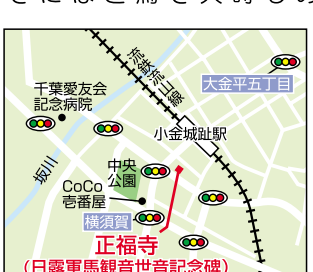 流鉄流山線
大金平五丁目
千葉愛友会
記念病院
小金城趾駅
坂川
中央
公園
CoCo
壱番屋
横須賀
正福寺
(日露軍馬観音世音記念碑)